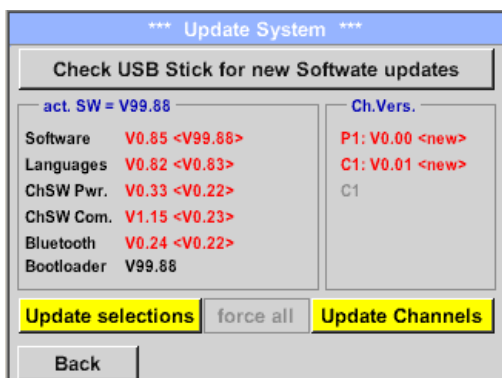 *** Update System ***
Check USB Stick for new Softwate updates
act. SW = V99.88
Software V0.85 <V99.88>
Languages V0.82 <V0.83>
ChSW Pwr. V0.33 <V0.22>
ChSW Com. V1.15 <V0.23>
Bluetooth V0.24 <V0.22>
Bootloader V99.88
Ch.Vers.
P1: V0.00 <new>
C1: V0.01 <new>
C1
Update selections force all Update Channels
Back